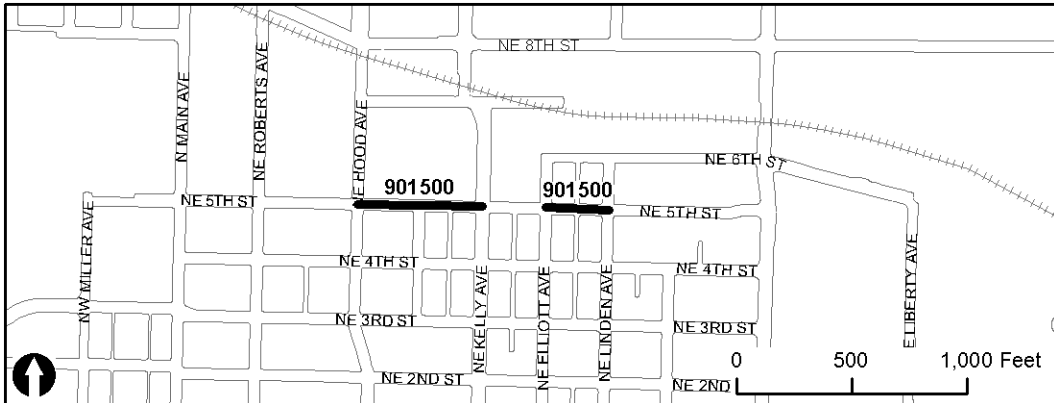 NE 8TH ST
N MAIN AVE
NE ROBERTS AVE
E HOOD AVE
NE 6TH ST
901500
901500
NE 5TH ST
NE 5TH ST
NW MILLER AVE
NE 4TH ST
NE 4TH ST
NE KELLY AVE
NE ELLIOTT AVE
NE LINDEN AVE
E LIBERTY AVE
NE 3RD ST
NE 3RD ST
NE 2ND ST
NE 2ND
0 500 1,000 Feet